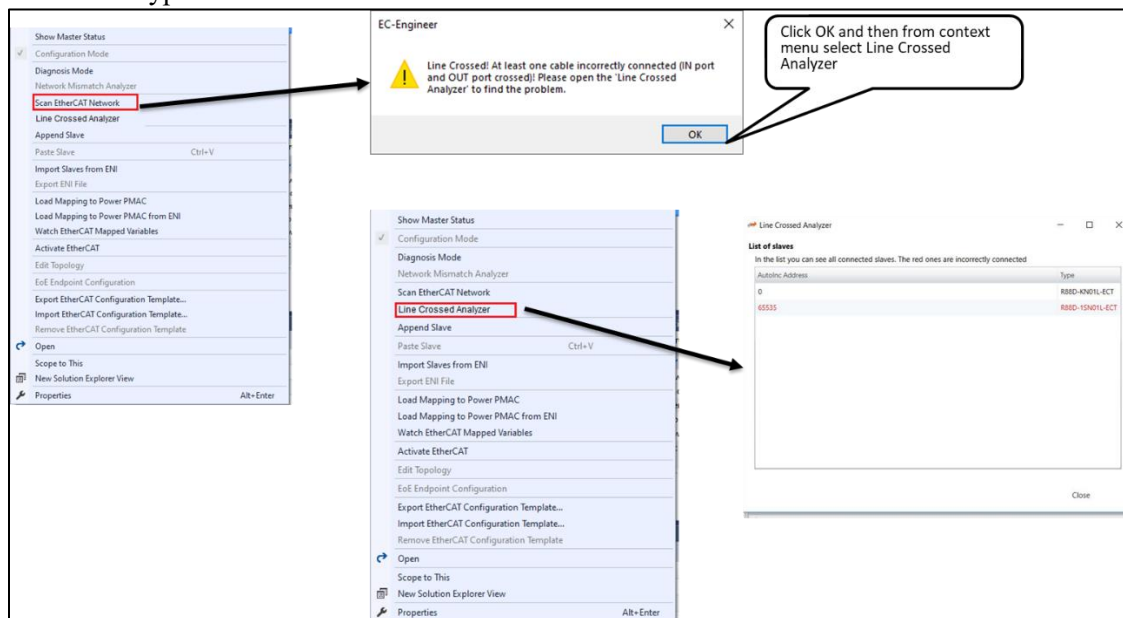 Show Master Status
Configuration Mode
Diagnosis Mode
Network Mismatch Analyzer
Scan EtherCAT Network
Line Crossed Analyzer
Append Slave
Paste Slave Ctrl+V
Import Slaves from ENI
Export ENI File
Load Mapping to Power PMAC
Load Mapping to Power PMAC from ENI
Watch EtherCAT Mapped Variables
Activate EtherCAT
Edit Topology
EoE Endpoint Configuration
Export EtherCAT Configuration Template...
Import EtherCAT Configuration Template...
Remove EtherCAT Configuration Template
Open
Scope to This
New Solution Explorer View
Properties Alt+Enter
EC-Engineer
Line Crossed! At least one cable incorrectly connected (IN port
and OUT port crossed)! Please open the 'Line Crossed
Analyzer' to find the problem.
OK
Click OK and then from context
menu select Line Crossed
Analyzer
Show Master Status
Configuration Mode
Diagnosis Mode
Network Mismatch Analyzer
Scan EtherCAT Network
Line Crossed Analyzer
Append Slave
Paste Slave Ctrl+V
Import Slaves from ENI
Export ENI File
Load Mapping to Power PMAC
Load Mapping to Power PMAC from ENI
Watch EtherCAT Mapped Variables
Activate EtherCAT
Edit Topology
EoE Endpoint Configuration
Export EtherCAT Configuration Template...
Import EtherCAT Configuration Template...
Remove EtherCAT Configuration Template
Open
Scope to This
New Solution Explorer View
Properties Alt+Enter
Line Crossed Analyzer
List of slaves
In the list you can see all connected slaves. The red ones are incorrectly connected
AutoInc Address Type
0 R88D-KN01L-ECT
65535 R88D-1SN01L-ECT
Close